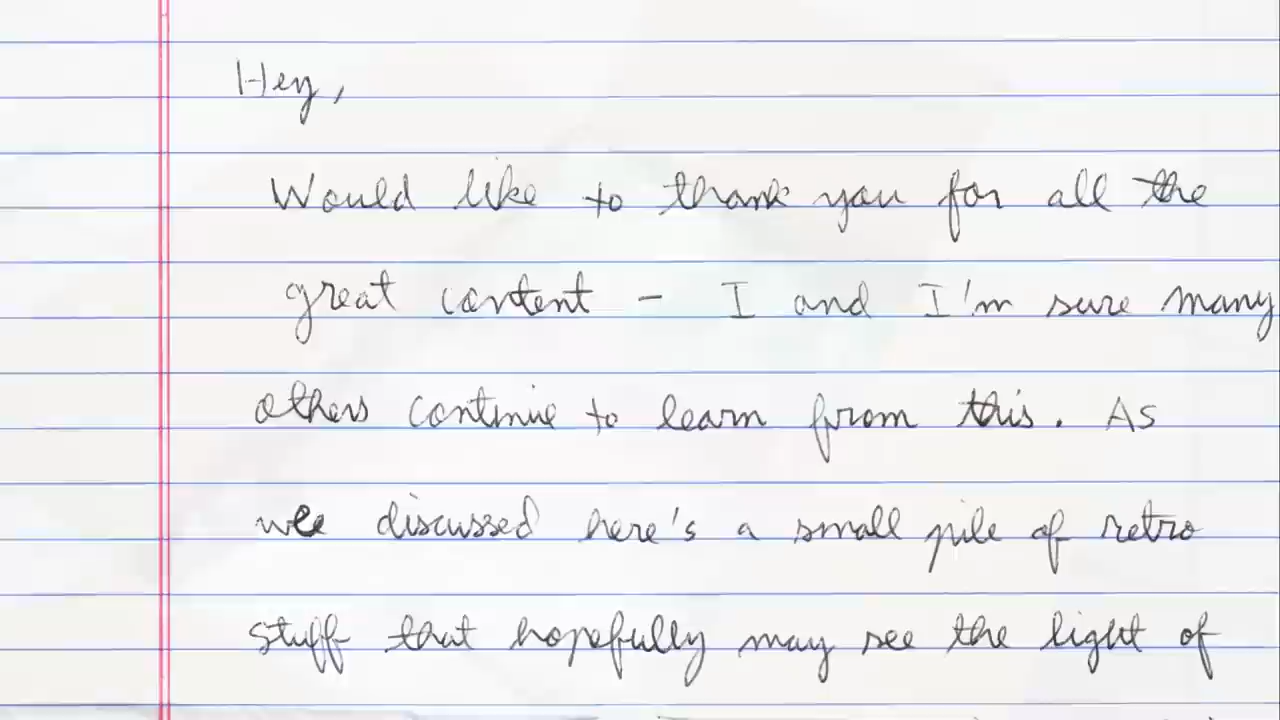 Hey,
Would like to thank you for all the
great content - I and I'm sure many
others continue to learn from this. As
we discussed here's a small pile of retro
stuff that hopefully may see the light of